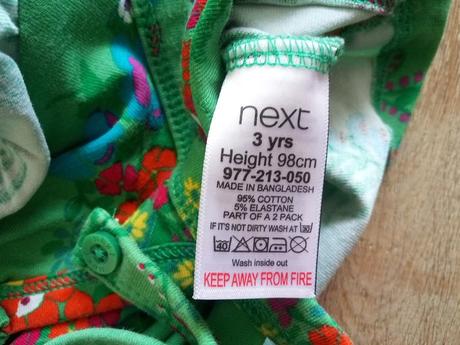 next
3 yrs
Height 98cm
977-213-050
MADE IN BANGLADESH
95% COTTON
5% ELASTANE
PART OF A 2 PACK
IF IT'S NOT DIRTY WASH AT 30
40
Wash inside out
KEEP AWAY FROM FIRE